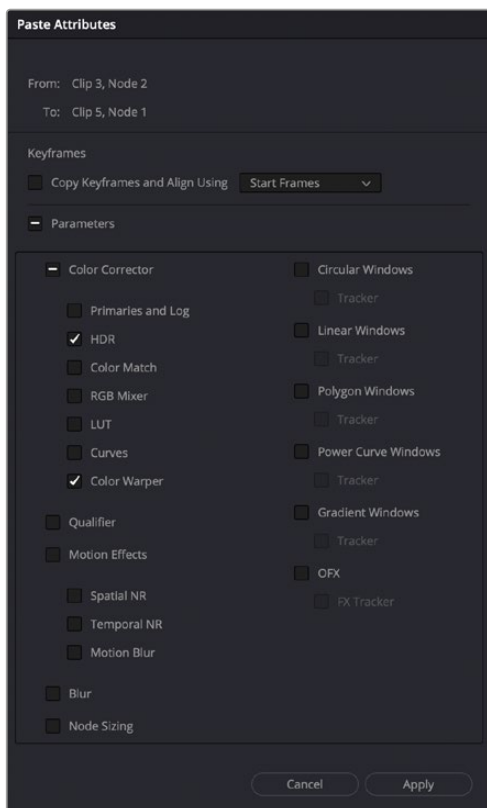 Paste Attributes
From: Clip 3, Node 2
To: Clip 5, Node 1
Keyframes
Copy Keyframes and Align Using Start Frames
Parameters
Color Corrector
Primaries and Log
HDR
Color Match
RGB Mixer
LUT
Curves
Color Warper
Qualifier
Motion Effects
Spatial NR
Temporal NR
Motion Blur
Blur
Node Sizing
Circular Windows
Tracker
Linear Windows
Tracker
Polygon Windows
Tracker
Power Curve Windows
Tracker
Gradient Windows
Tracker
OFX
FX Tracker
Cancel Apply